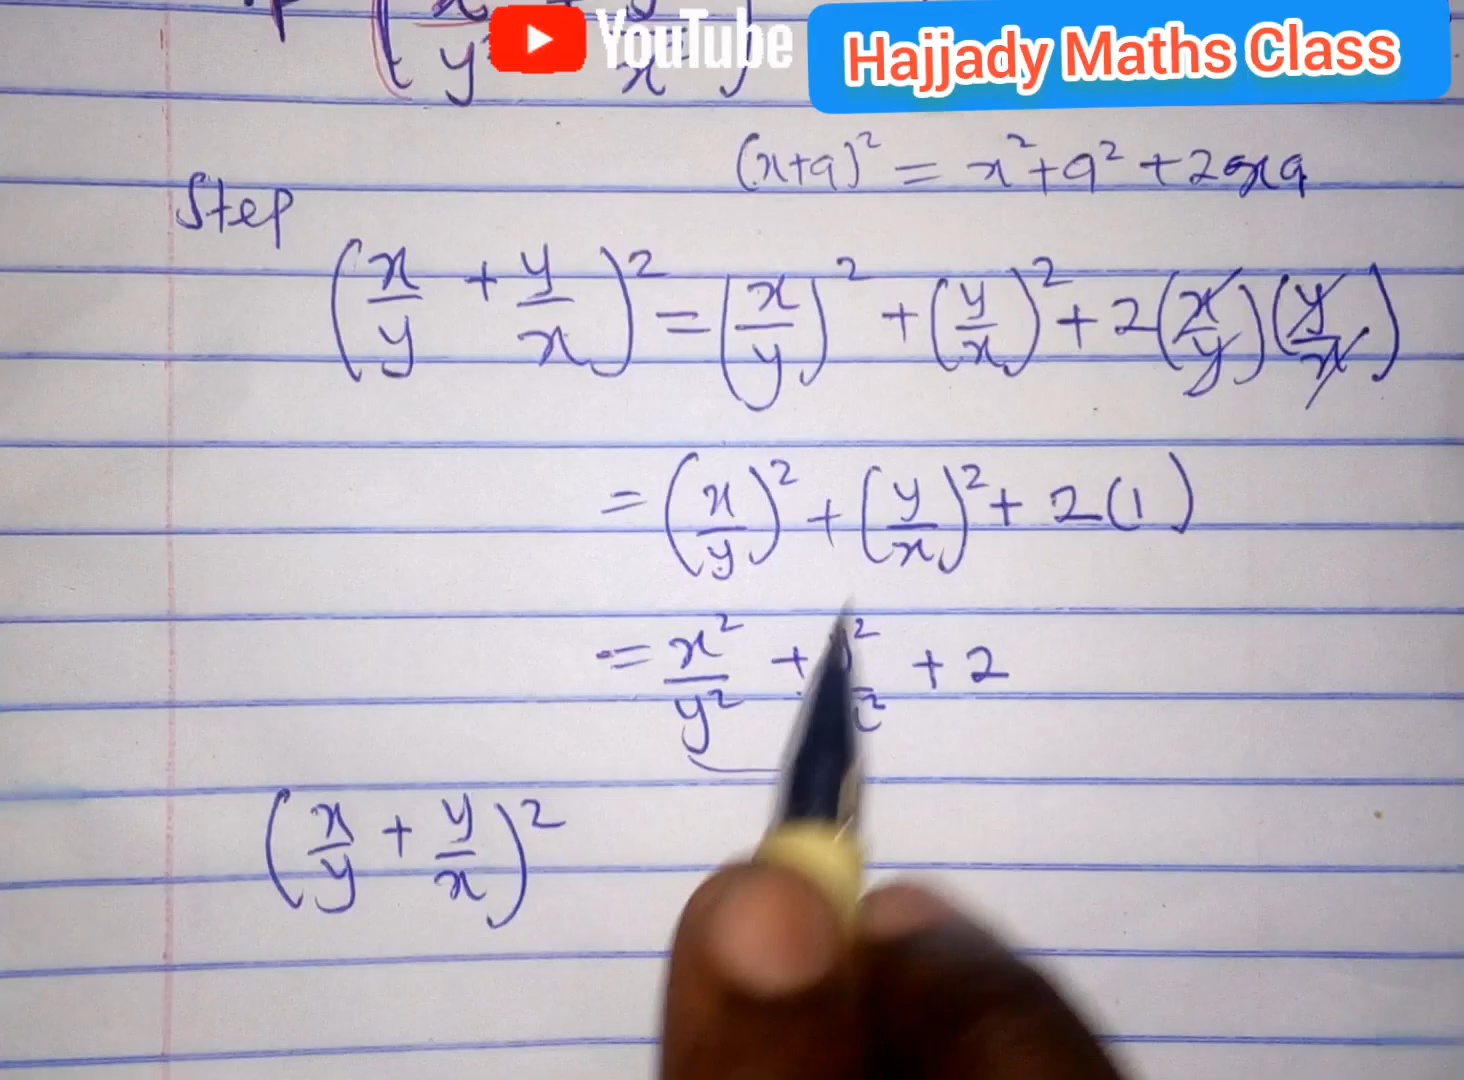 YouTube Hajjady Maths Class
(x+a)² = x² + a² + 2xa
Step
(x/y + y/x)² = (x/y)² + (y/x)² + 2(x/y)(y/x)
= (x/y)² + (y/x)² + 2(1)
= x²/y² + ² + 2
(x/y + y/x)²